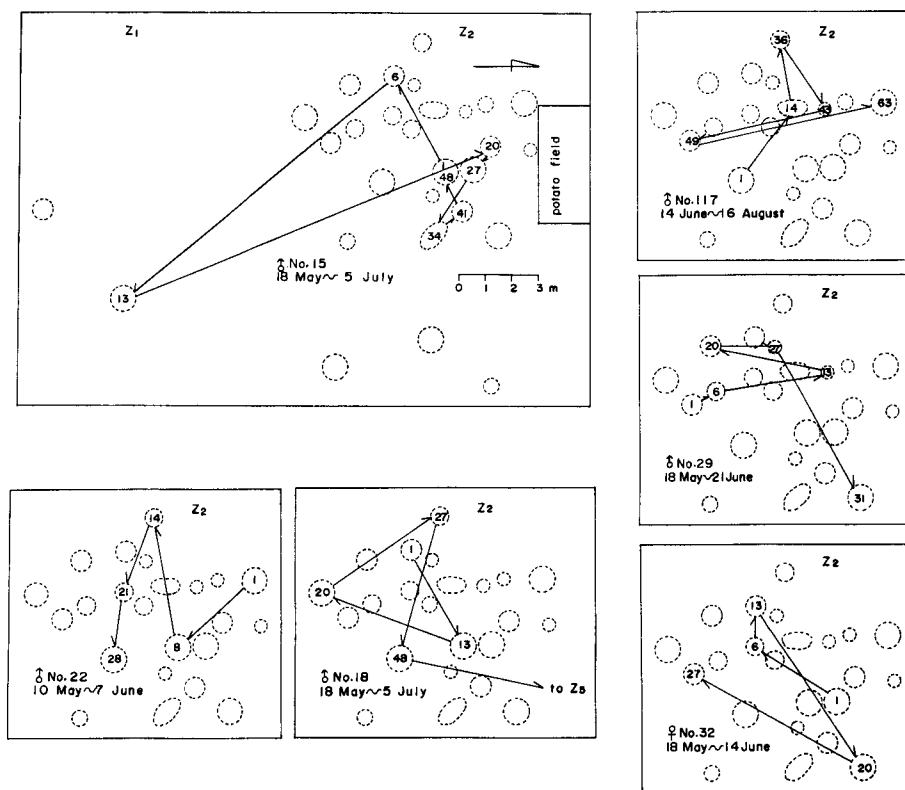 Z1 Z2
6
20
1
48 27
41
34
13
potato field
♂ No.15
18 May~ 5 July
0 1 2 3 m
Z2
36
14 43 63
49
1
♂ No.117
14 June~16 August
Z2
20 27
13
1 6
31
♂ No.29
18 May~21 June
Z2
14
21 1
28 8
♂ No.22
10 May~7 June
Z2
27
1
20
13
48
♂ No.18
18 May~5 July
to Z5
Z2
13
6
27
1
20
♀ No.32
18 May~14 June